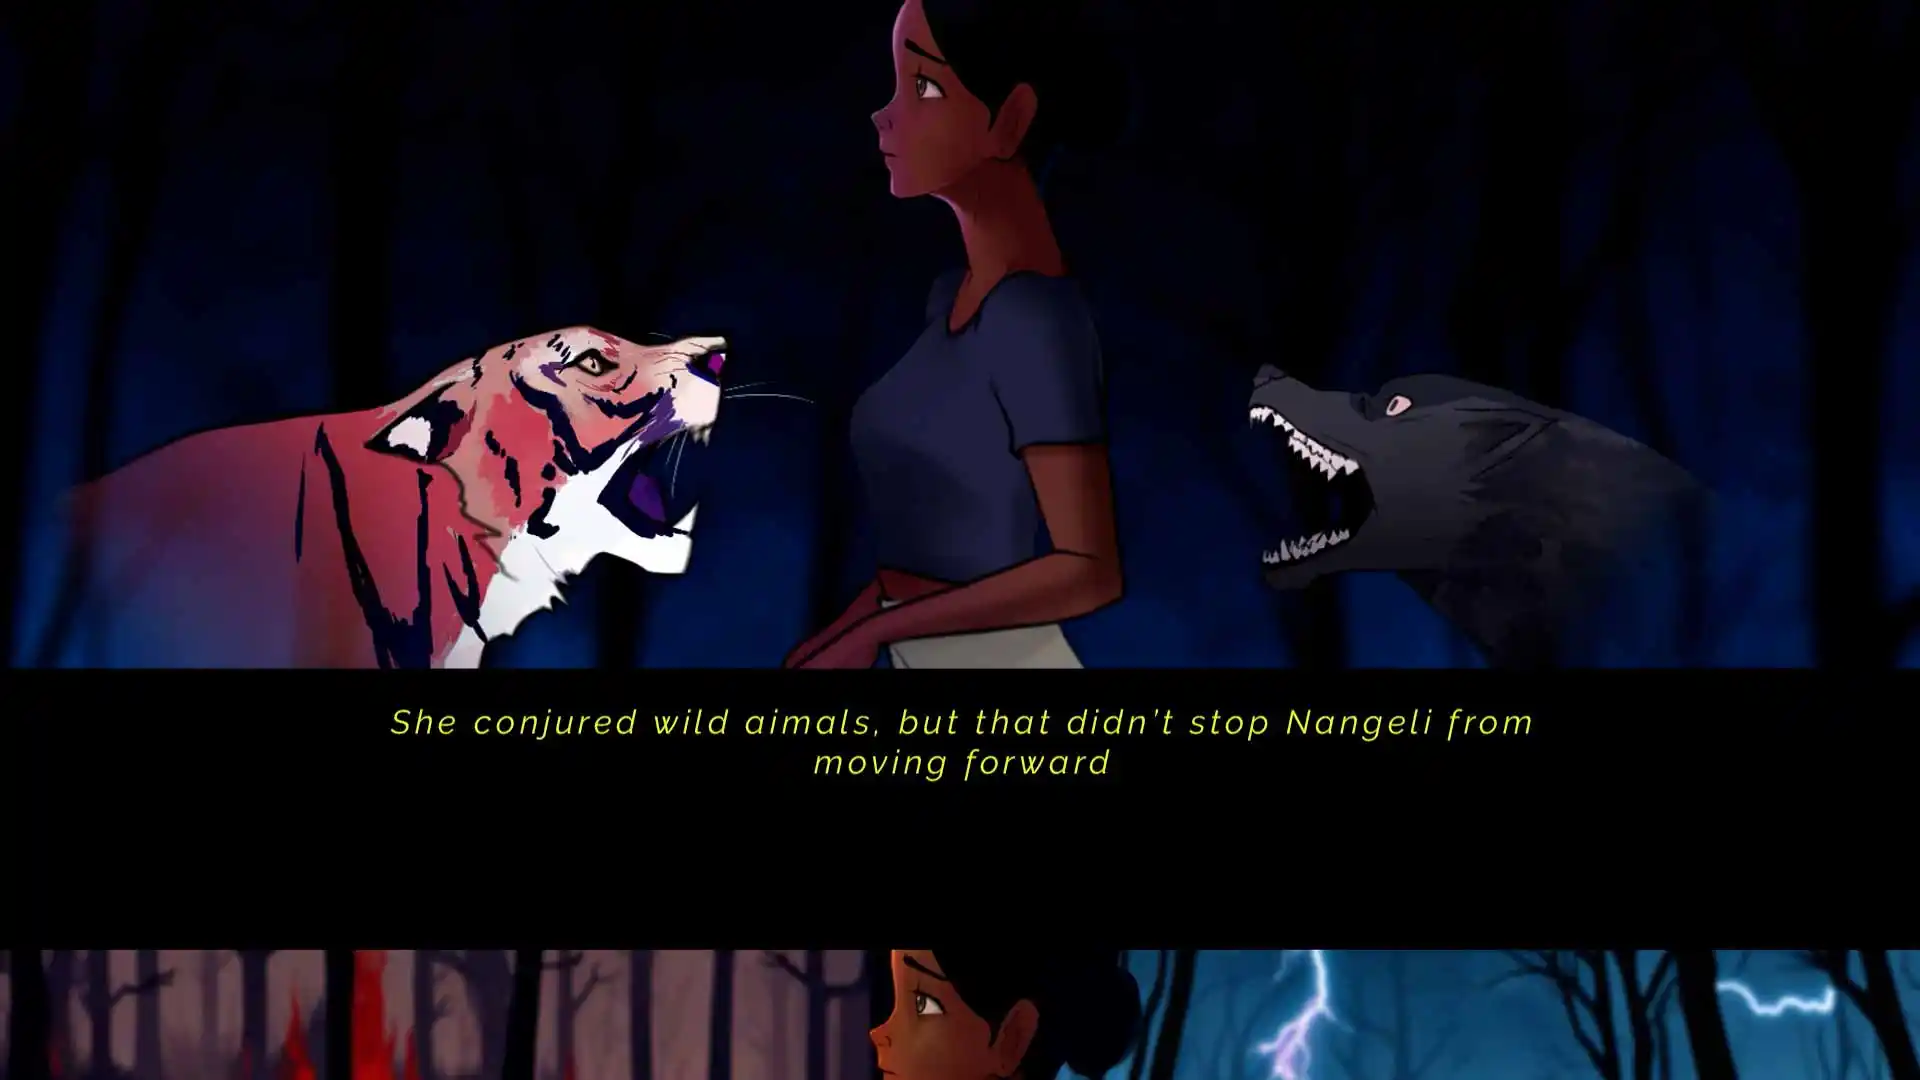 She conjured wild aimals, but that didn't stop Nangeli from
moving forward